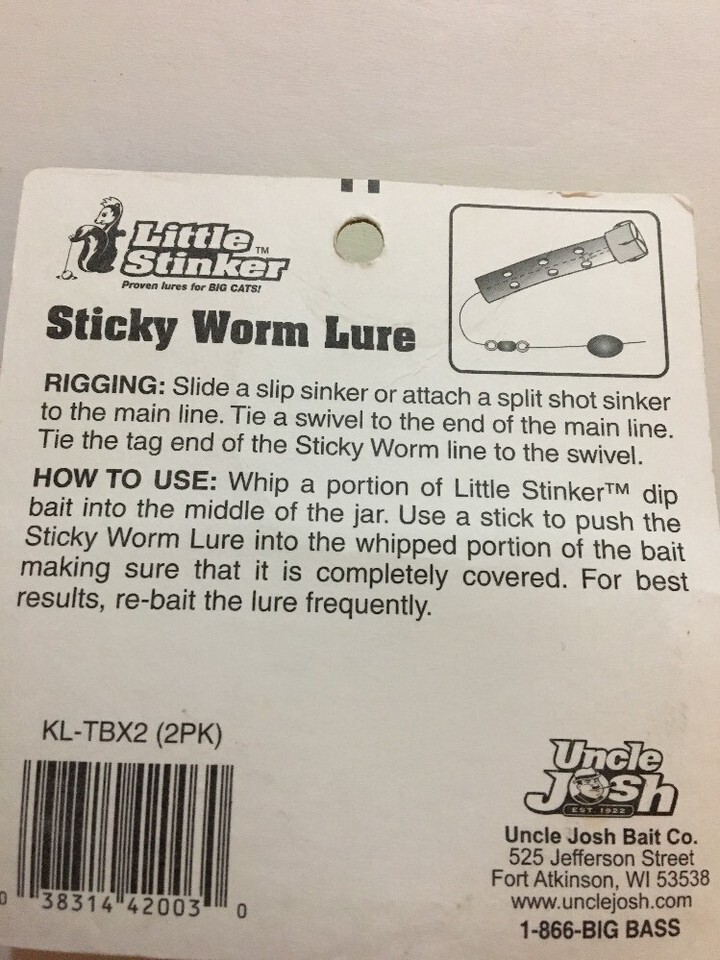 Little
Stinker™
Proven lures for BIG CATS!
Sticky Worm Lure
RIGGING: Slide a slip sinker or attach a split shot sinker
to the main line. Tie a swivel to the end of the main line.
Tie the tag end of the Sticky Worm line to the swivel.
HOW TO USE: Whip a portion of Little Stinker™ dip
bait into the middle of the jar. Use a stick to push the
Sticky Worm Lure into the whipped portion of the bait
making sure that it is completely covered. For best
results, re-bait the lure frequently.
KL-TBX2 (2PK)
0 38314 42003 0
Uncle
Josh
EST. 1922
Uncle Josh Bait Co.
525 Jefferson Street
Fort Atkinson, WI 53538
www.unclejosh.com
1-866-BIG BASS